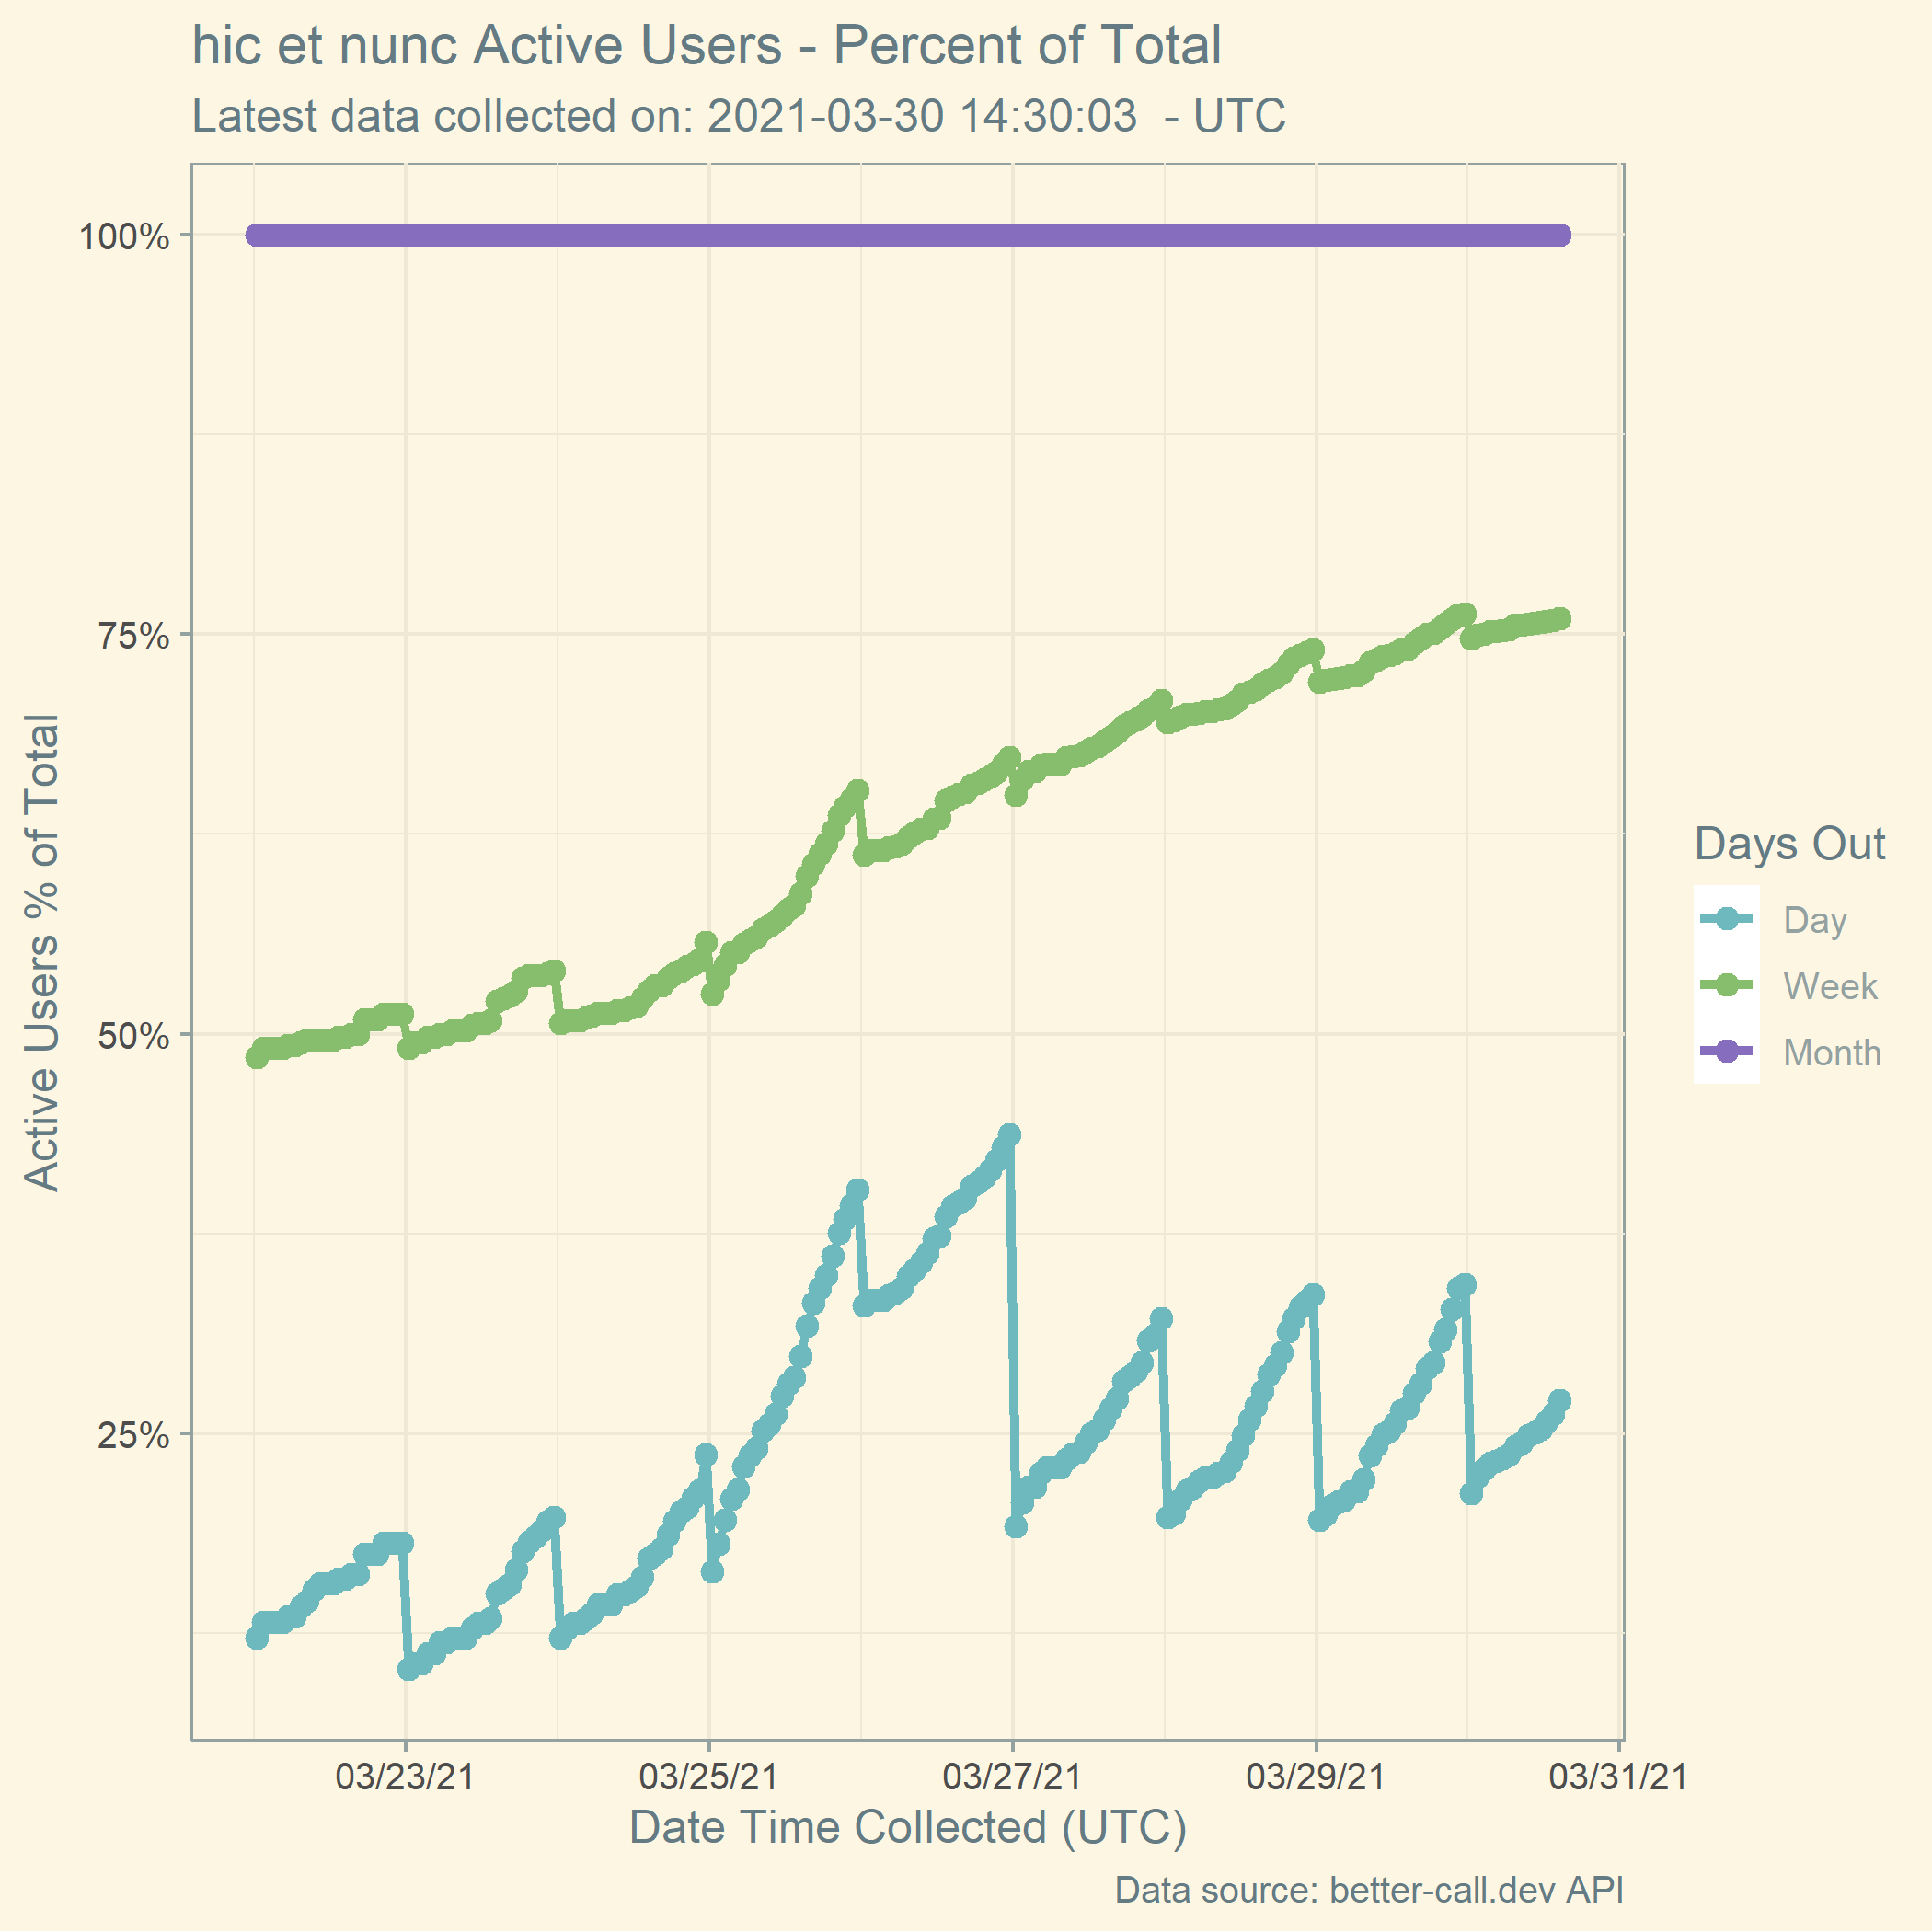 hic et nunc Active Users - Percent of Total
Latest data collected on: 2021-03-30 14:30:03  - UTC
Active Users % of Total
100%
75%
50%
25%
03/23/21
03/25/21
03/27/21
03/29/21
03/31/21
Date Time Collected (UTC)
Days Out
Day
Week
Month
Data source: better-call.dev API